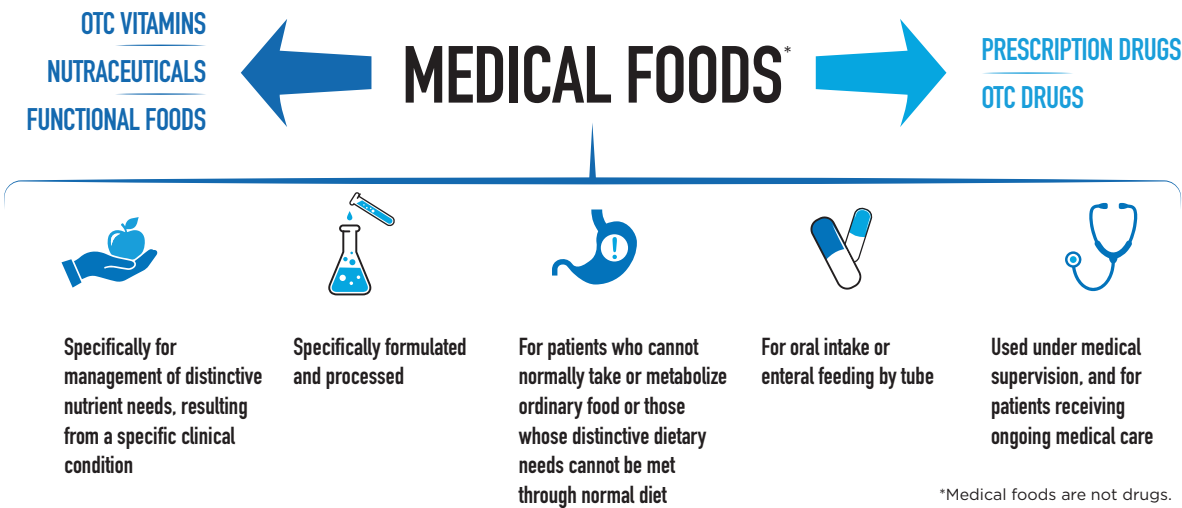 OTC VITAMINS
NUTRACEUTICALS
FUNCTIONAL FOODS
MEDICAL FOODS*
PRESCRIPTION DRUGS
OTC DRUGS
!
Specifically for
management of distinctive
nutrient needs, resulting
from a specific clinical
condition
Specifically formulated
and processed
For patients who cannot
normally take or metabolize
ordinary food or those
whose distinctive dietary
needs cannot be met
through normal diet
For oral intake or
enteral feeding by tube
Used under medical
supervision, and for
patients receiving
ongoing medical care
*Medical foods are not drugs.